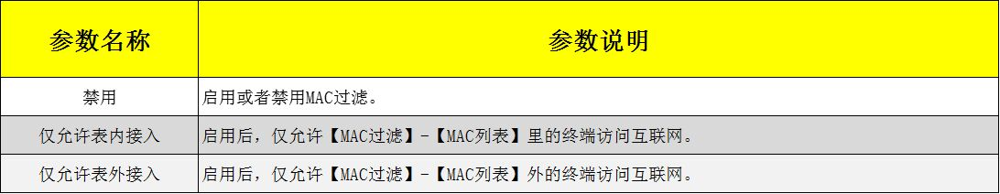 参数名称 参数说明
禁用 启用或者禁用MAC过滤。
仅允许表内接入 启用后，仅允许【MAC过滤】-【MAC列表】里的终端访问互联网。
仅允许表外接入 启用后，仅允许【MAC过滤】-【MAC列表】外的终端访问互联网。